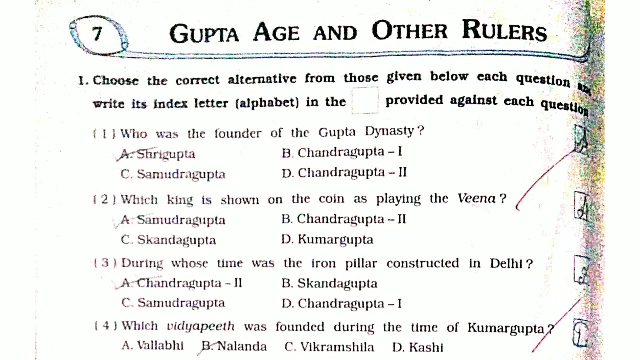 7 GUPTA AGE AND OTHER RULERS
1. Choose the correct alternative from those given below each question and
write its index letter (alphabet) in the provided against each question
( 1 ) Who was the founder of the Gupta Dynasty ? A
A. Shrigupta B. Chandragupta – I
C. Samudragupta D. Chandragupta – II
( 2 ) Which king is shown on the coin as playing the Veena ? A
A. Samudragupta B. Chandragupta – II
C. Skandagupta D. Kumargupta
( 3 ) During whose time was the iron pillar constructed in Delhi ?
A. Chandragupta – II B. Skandagupta
C. Samudragupta D. Chandragupta – I
( 4 ) Which vidyapeeth was founded during the time of Kumargupta ?
A. Vallabhi B. Nalanda C. Vikramshila D. Kashi